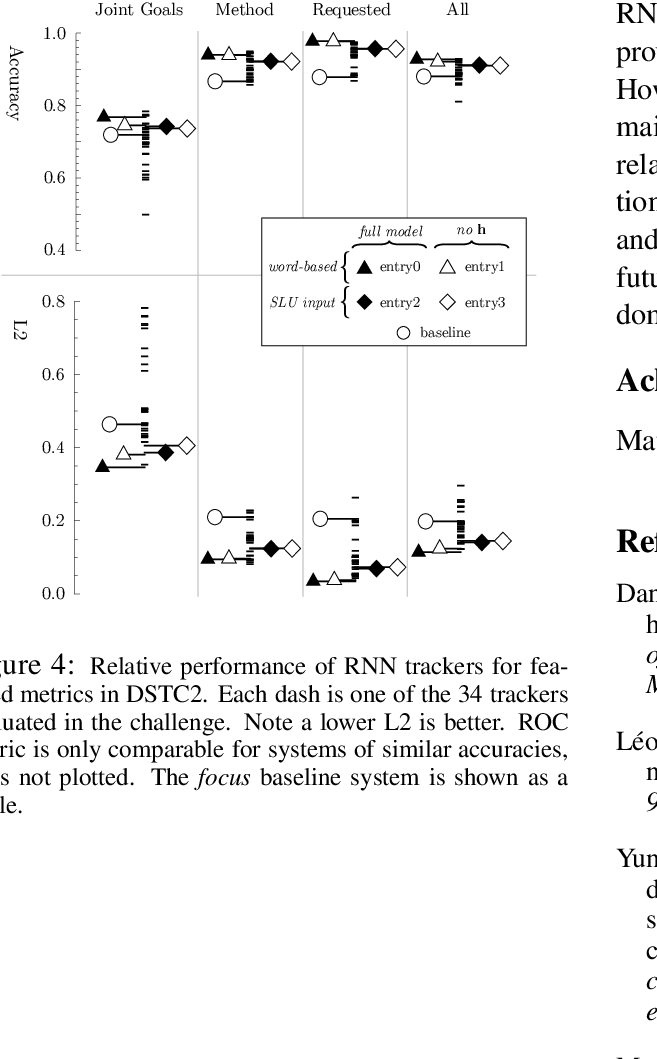 Joint Goals Method Requested All
Accuracy
1.0
0.8
0.6
0.4
full model no h
word-based entry0 entry1
SLU input entry2 entry3
baseline
L2
0.8
0.6
0.4
0.2
0.0
gure 4: Relative performance of RNN trackers for fea-
ed metrics in DSTC2. Each dash is one of the 34 trackers
uated in the challenge. Note a lower L2 is better. ROC
ric is only comparable for systems of similar accuracies,
s not plotted. The focus baseline system is shown as a
le.
RN
pro
How
mai
rela
tion
and
futu
don
Ack
Ma
Ref
Dan
h
o
M
Léo
n
9
Yun
d
s
c
c
e